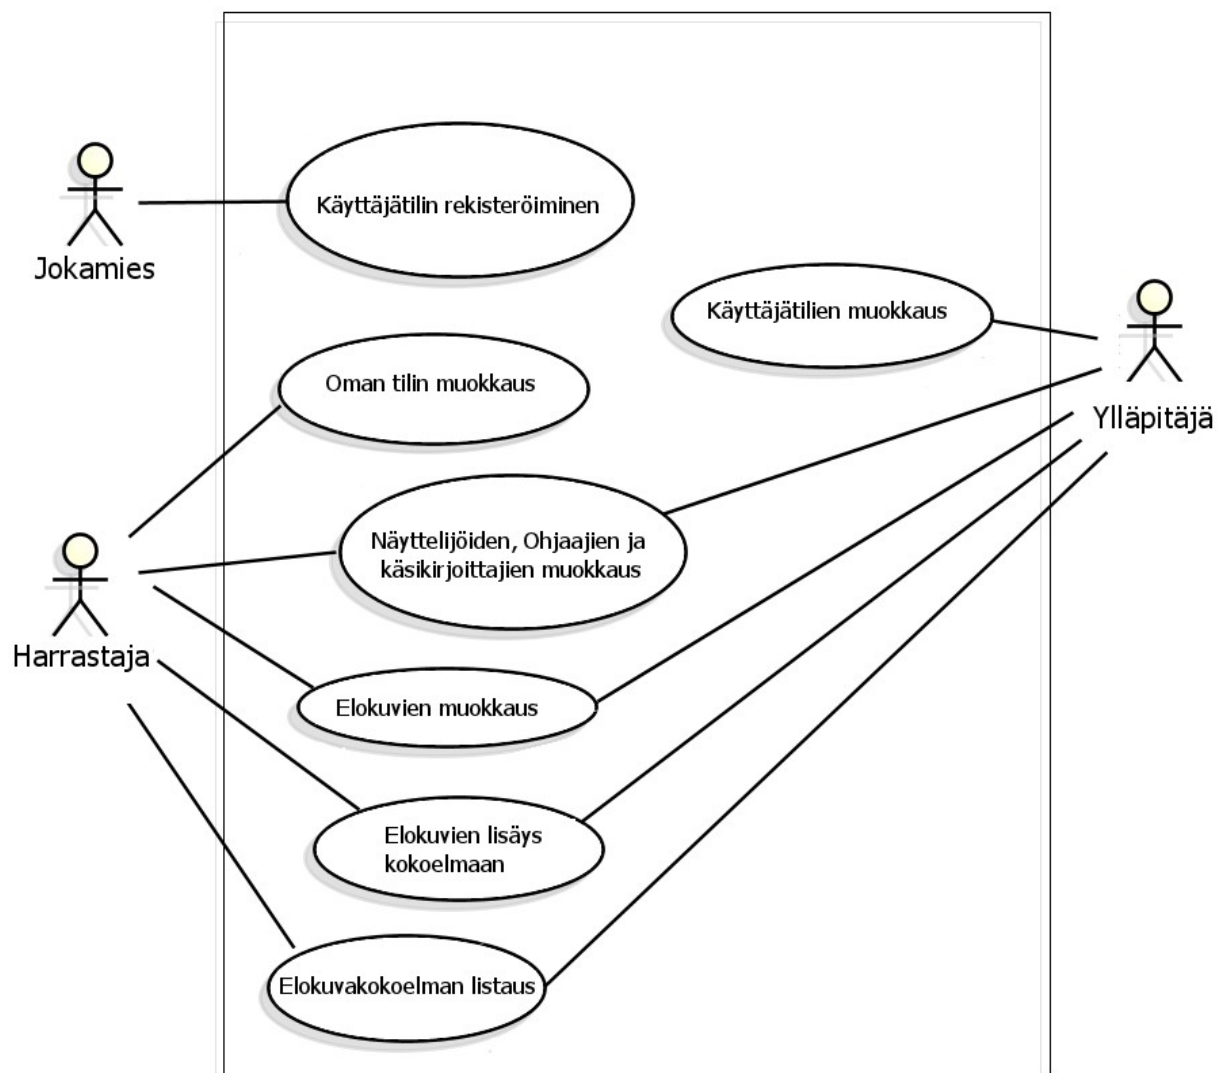 Käyttäjätilin rekisteröiminen
Jokamies
Käyttäjätilien muokkaus
Oman tilin muokkaus
Ylläpitäjä
Näyttelijöiden, Ohjaajien ja
käsikirjoittajien muokkaus
Harrastaja
Elokuvien muokkaus
Elokuvien lisäys
kokoelmaan
Elokuvakokoelman listaus